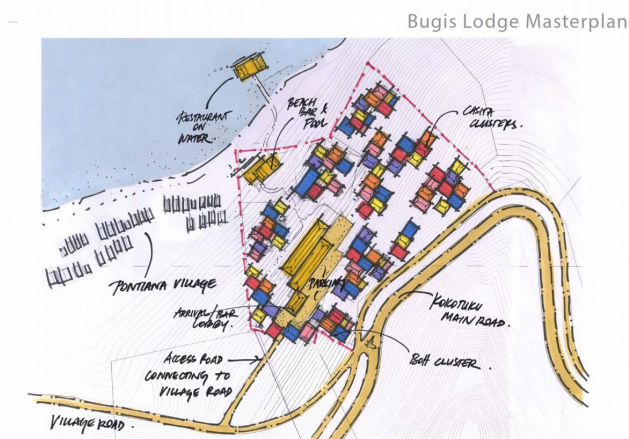 Bugis Lodge Masterplan
RESTAURANT
ON
WATER.
BEACH
BAR &
POOL
CASITA
CLUSTERS.
PONTIANA VILLAGE
PARKING
ARRIVAL/BAR
LOBBY.
KOKOTUKU
MAIN ROAD.
ACCESS ROAD
CONNECTING TO
VILLAGE ROAD
BOH CLUSTER.
VILLAGE ROAD.